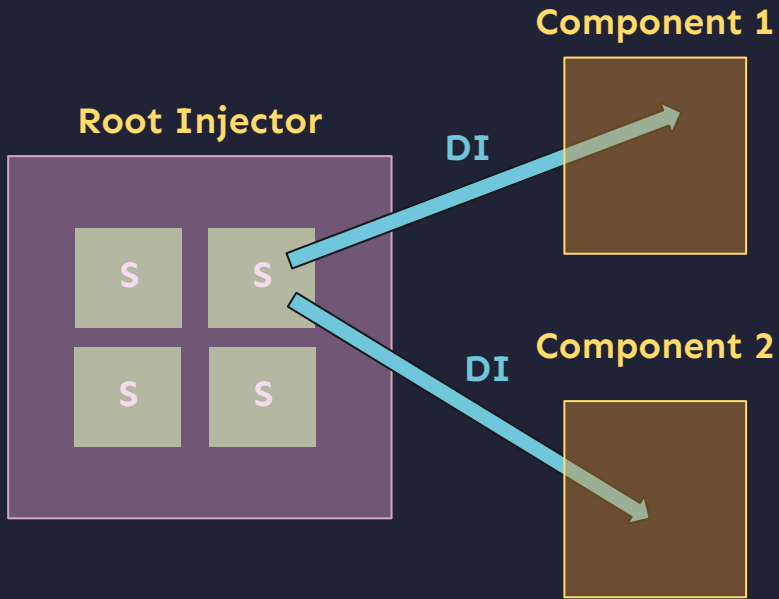 Component 1
Root Injector
DI
S S
S S
DI
Component 2